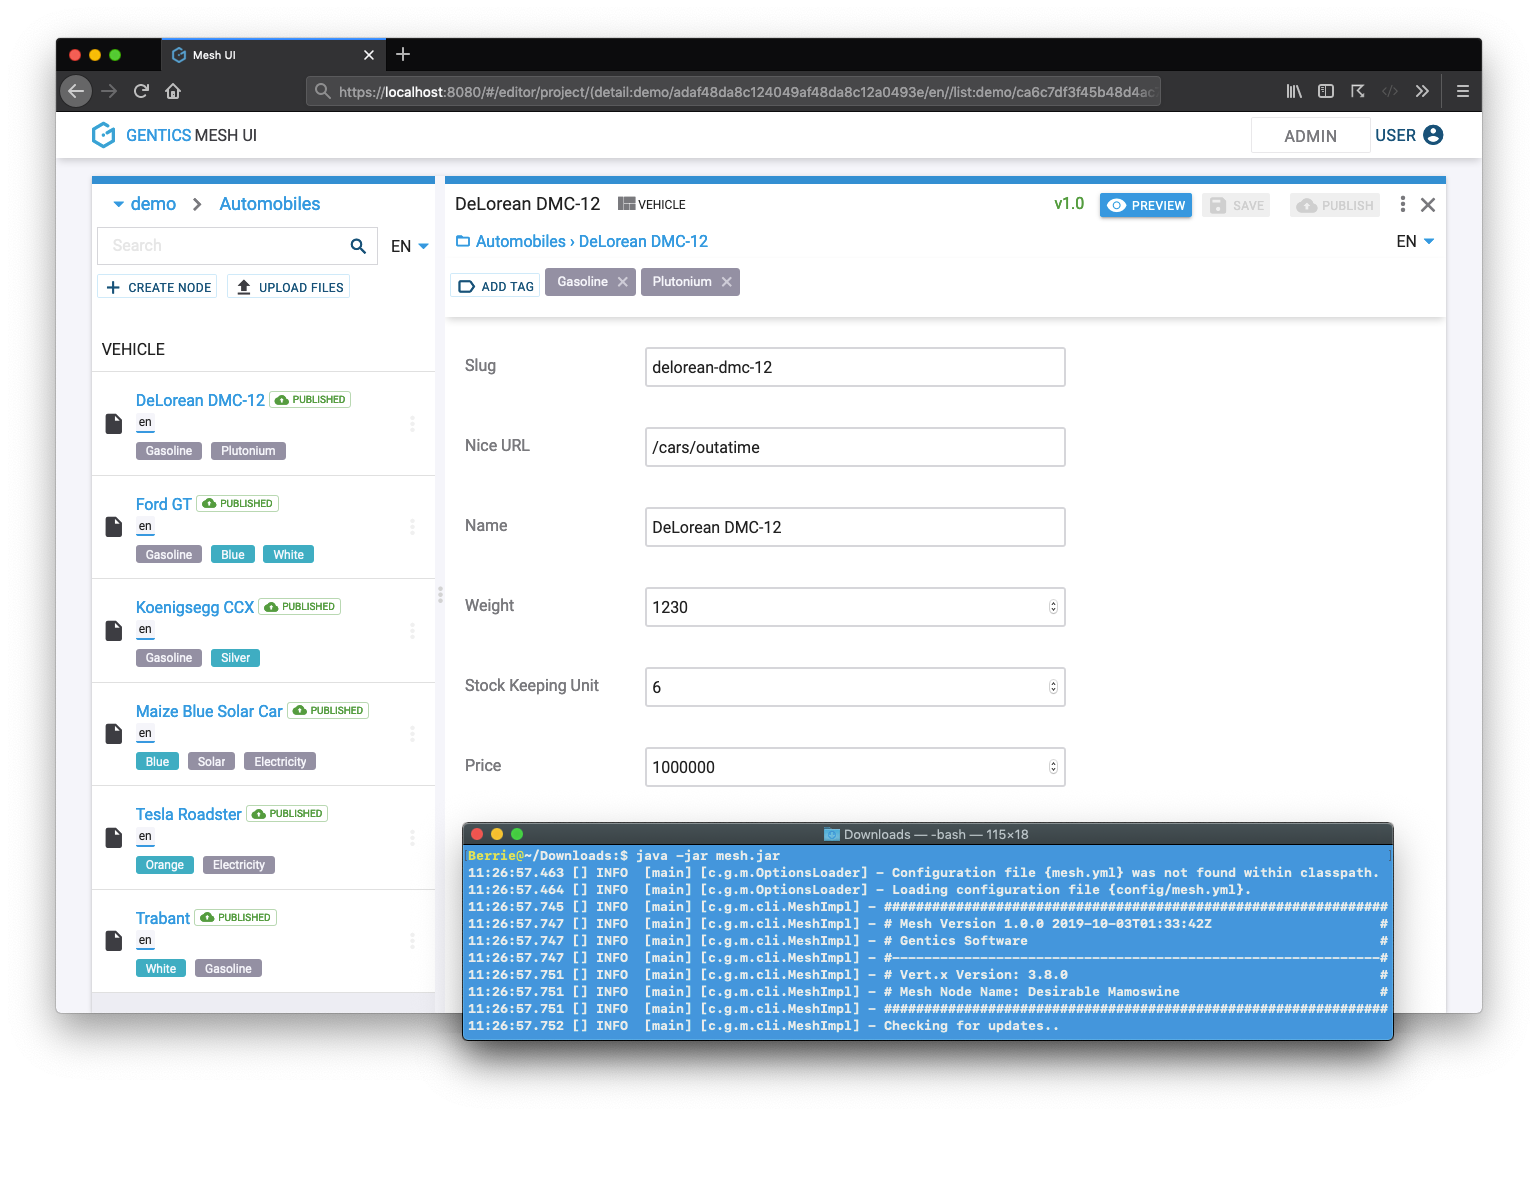 Mesh UI
https://localhost:8080/#/editor/project/(detail:demo/adaf48da8c124049af48da8c12a0493e/en//list:demo/ca6c7df3f45b48d4ac
GENTICS MESH UI
ADMIN
USER
demo
Automobiles
Search
EN
CREATE NODE
UPLOAD FILES
VEHICLE
DeLorean DMC-12 PUBLISHED
en
Gasoline Plutonium
Ford GT PUBLISHED
en
Gasoline Blue White
Koenigsegg CCX PUBLISHED
en
Gasoline Silver
Maize Blue Solar Car PUBLISHED
en
Blue Solar Electricity
Tesla Roadster PUBLISHED
en
Orange Electricity
Trabant PUBLISHED
en
White Gasoline
DeLorean DMC-12 VEHICLE
v1.0
PREVIEW
SAVE
PUBLISH
Automobiles › DeLorean DMC-12
EN
ADD TAG
Gasoline
Plutonium
Slug
delorean-dmc-12
Nice URL
/cars/outatime
Name
DeLorean DMC-12
Weight
1230
Stock Keeping Unit
6
Price
1000000
Downloads — -bash — 115×18
Berrie@~/Downloads:$ java -jar mesh.jar
11:26:57.463 [] INFO  [main] [c.g.m.OptionsLoader] - Configuration file {mesh.yml} was not found within classpath.
11:26:57.464 [] INFO  [main] [c.g.m.OptionsLoader] - Loading configuration file {config/mesh.yml}.
11:26:57.745 [] INFO  [main] [c.g.m.cli.MeshImpl] - ###############################################################
11:26:57.747 [] INFO  [main] [c.g.m.cli.MeshImpl] - # Mesh Version 1.0.0 2019-10-03T01:33:42Z                     #
11:26:57.747 [] INFO  [main] [c.g.m.cli.MeshImpl] - # Gentics Software                                            #
11:26:57.747 [] INFO  [main] [c.g.m.cli.MeshImpl] - #-------------------------------------------------------------#
11:26:57.751 [] INFO  [main] [c.g.m.cli.MeshImpl] - # Vert.x Version: 3.8.0                                       #
11:26:57.751 [] INFO  [main] [c.g.m.cli.MeshImpl] - # Mesh Node Name: Desirable Mamoswine                         #
11:26:57.751 [] INFO  [main] [c.g.m.cli.MeshImpl] - ###############################################################
11:26:57.752 [] INFO  [main] [c.g.m.cli.MeshImpl] - Checking for updates..